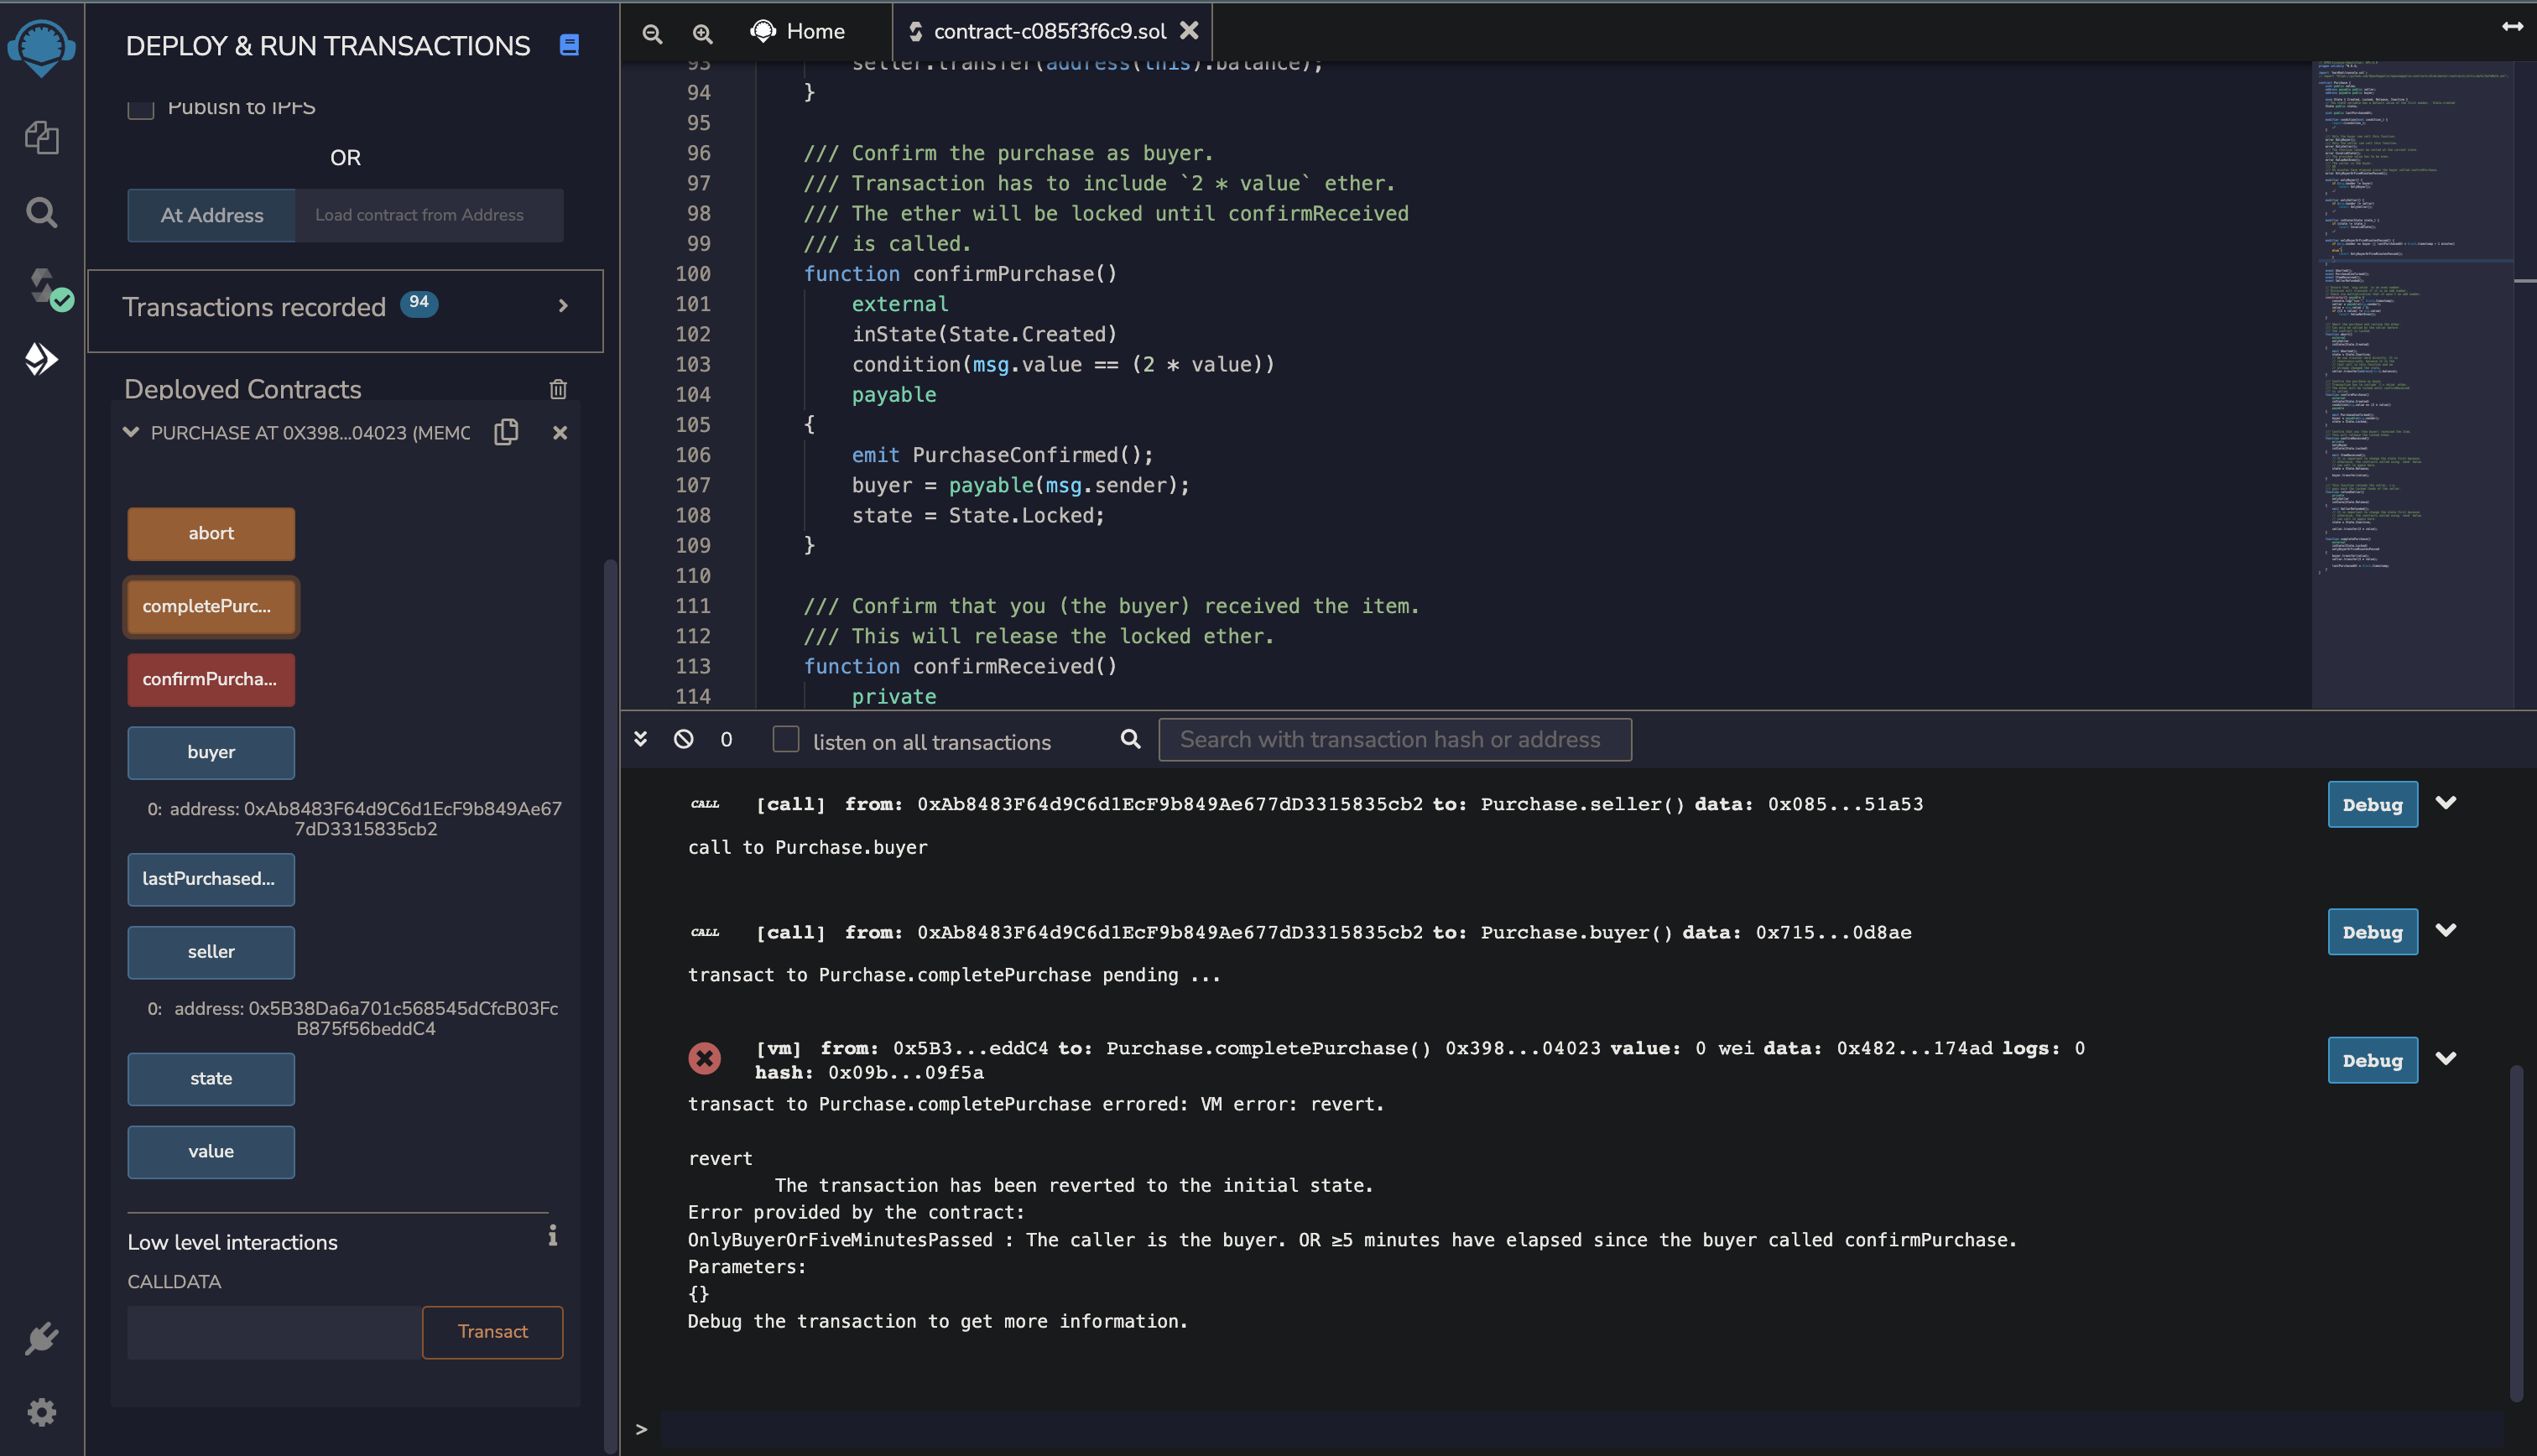 DEPLOY & RUN TRANSACTIONS
Publish to IPFS
OR
At Address
Load contract from Address
Transactions recorded 94
Deployed Contracts
PURCHASE AT 0X398...04023 (MEMO
abort
completePurc...
confirmPurcha...
buyer
0: address: 0xAb8483F64d9C6d1EcF9b849Ae67
7dD3315835cb2
lastPurchased...
seller
0: address: 0x5B38Da6a701c568545dCfcB03Fc
B875f56beddC4
state
value
Low level interactions
CALLDATA
Transact
Home
contract-c085f3f6c9.sol
93 seller.transfer(address(this).balance);
94 }
95
96 /// Confirm the purchase as buyer.
97 /// Transaction has to include `2 * value` ether.
98 /// The ether will be locked until confirmReceived
99 /// is called.
100 function confirmPurchase()
101 external
102 inState(State.Created)
103 condition(msg.value == (2 * value))
104 payable
105 {
106 emit PurchaseConfirmed();
107 buyer = payable(msg.sender);
108 state = State.Locked;
109 }
110
111 /// Confirm that you (the buyer) received the item.
112 /// This will release the locked ether.
113 function confirmReceived()
114 private
0
listen on all transactions
Search with transaction hash or address
CALL [call] from: 0xAb8483F64d9C6d1EcF9b849Ae677dD3315835cb2 to: Purchase.seller() data: 0x085...51a53
Debug
call to Purchase.buyer
CALL [call] from: 0xAb8483F64d9C6d1EcF9b849Ae677dD3315835cb2 to: Purchase.buyer() data: 0x715...0d8ae
Debug
transact to Purchase.completePurchase pending ...
[vm] from: 0x5B3...eddC4 to: Purchase.completePurchase() 0x398...04023 value: 0 wei data: 0x482...174ad logs: 0
hash: 0x09b...09f5a
Debug
transact to Purchase.completePurchase errored: VM error: revert.
revert
The transaction has been reverted to the initial state.
Error provided by the contract:
OnlyBuyerOrFiveMinutesPassed : The caller is the buyer. OR ≥5 minutes have elapsed since the buyer called confirmPurchase.
Parameters:
{}
Debug the transaction to get more information.
>